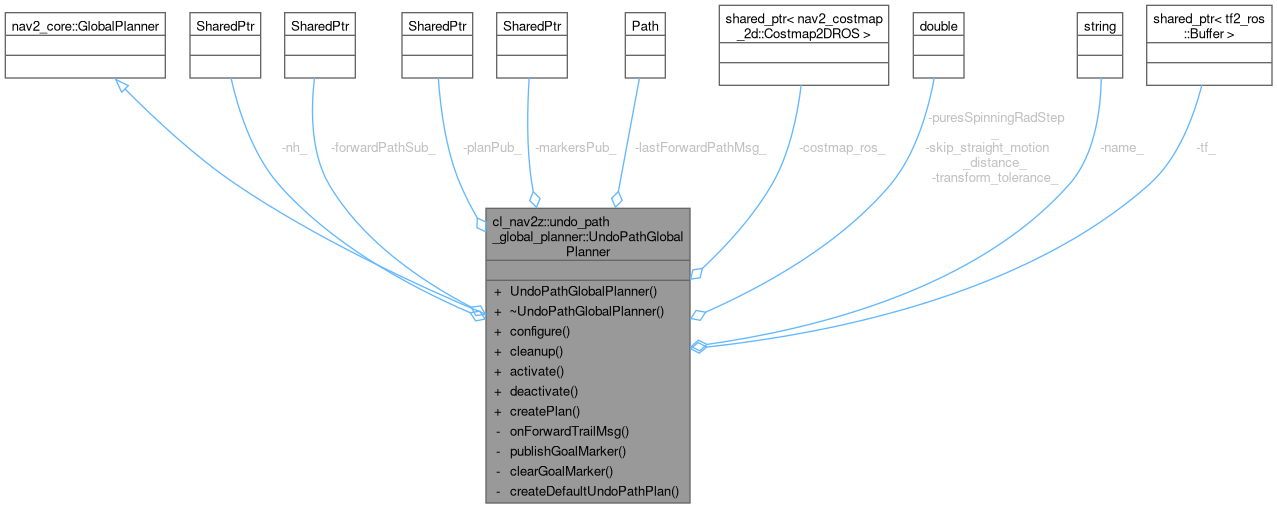 nav2_core::GlobalPlanner
SharedPtr
SharedPtr
SharedPtr
SharedPtr
Path
shared_ptr< nav2_costmap
_2d::Costmap2DROS >
double
string
shared_ptr< tf2_ros
::Buffer >
-nh_
-forwardPathSub_
-planPub_
-markersPub_
-lastForwardPathMsg_
-costmap_ros_
-puresSpinningRadStep
_
-skip_straight_motion
_distance_
-transform_tolerance_
-name_
-tf_
cl_nav2z::undo_path
_global_planner::UndoPathGlobal
Planner
+ UndoPathGlobalPlanner()
+ ~UndoPathGlobalPlanner()
+ configure()
+ cleanup()
+ activate()
+ deactivate()
+ createPlan()
- onForwardTrailMsg()
- publishGoalMarker()
- clearGoalMarker()
- createDefaultUndoPathPlan()